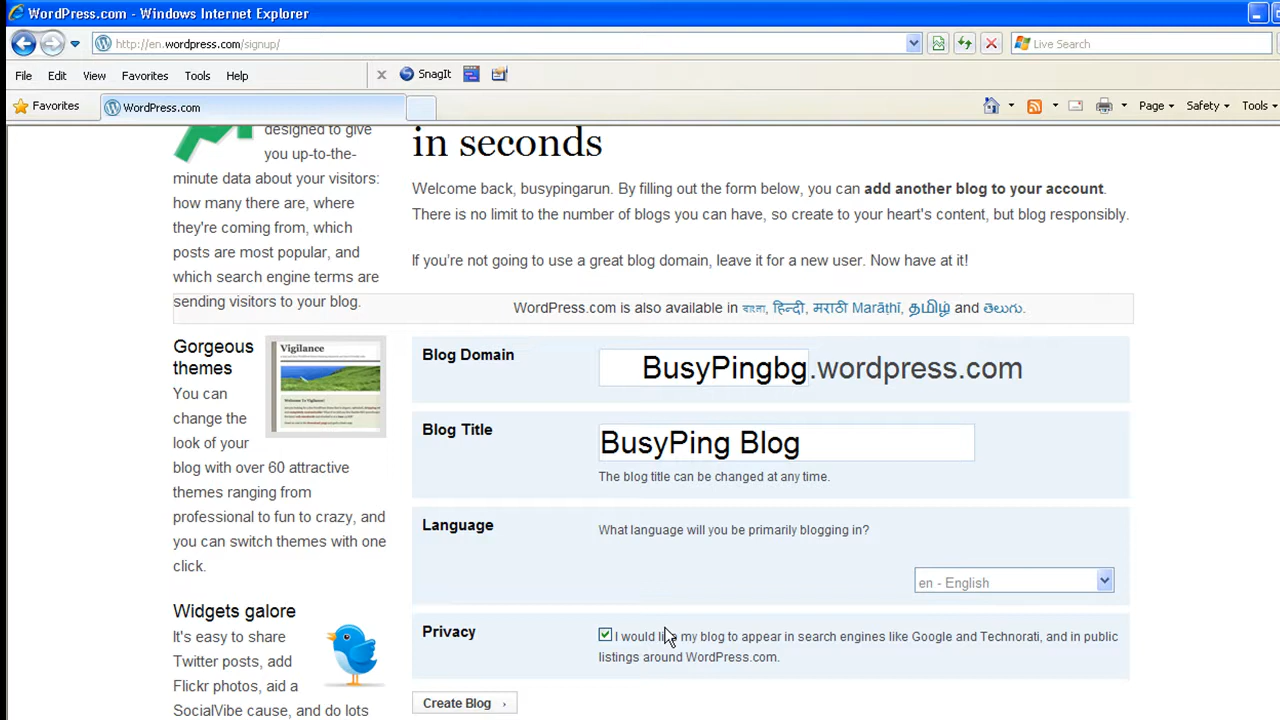 WordPress.com - Windows Internet Explorer
http://en.wordpress.com/signup/
Live Search
File Edit View Favorites Tools Help
SnagIt
Favorites
WordPress.com
Page Safety Tools
designed to give
you up-to-the-
minute data about your visitors:
how many there are, where
they're coming from, which
posts are most popular, and
which search engine terms are
sending visitors to your blog.
in seconds
Welcome back, busypingarun. By filling out the form below, you can add another blog to your account.
There is no limit to the number of blogs you can have, so create to your heart's content, but blog responsibly.
If you're not going to use a great blog domain, leave it for a new user. Now have at it!
WordPress.com is also available in বাংলা, हिन्दी, मराठी Marāṭhī, தமிழ் and తెలుగు.
Gorgeous
themes
Vigilance
You can
change the
look of your
blog with over 60 attractive
themes ranging from
professional to fun to crazy, and
you can switch themes with one
click.
Widgets galore
It's easy to share
Twitter posts, add
Flickr photos, aid a
SocialVibe cause, and do lots
Blog Domain
BusyPingbg.wordpress.com
Blog Title
BusyPing Blog
The blog title can be changed at any time.
Language
What language will you be primarily blogging in?
en - English
Privacy
I would like my blog to appear in search engines like Google and Technorati, and in public
listings around WordPress.com.
Create Blog ›